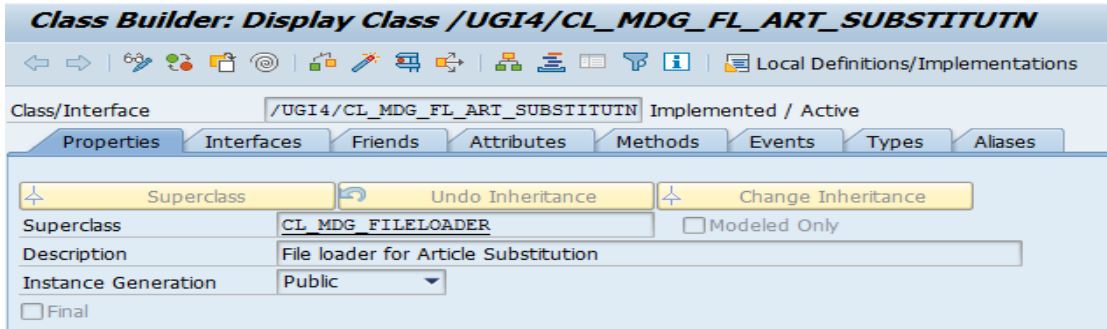 Class Builder: Display Class /UGI4/CL_MDG_FL_ART_SUBSTITUTN
Local Definitions/Implementations
Class/Interface /UGI4/CL_MDG_FL_ART_SUBSTITUTN Implemented / Active
Properties Interfaces Friends Attributes Methods Events Types Aliases
Superclass Undo Inheritance Change Inheritance
Superclass CL_MDG_FILELOADER Modeled Only
Description File loader for Article Substitution
Instance Generation Public
Final